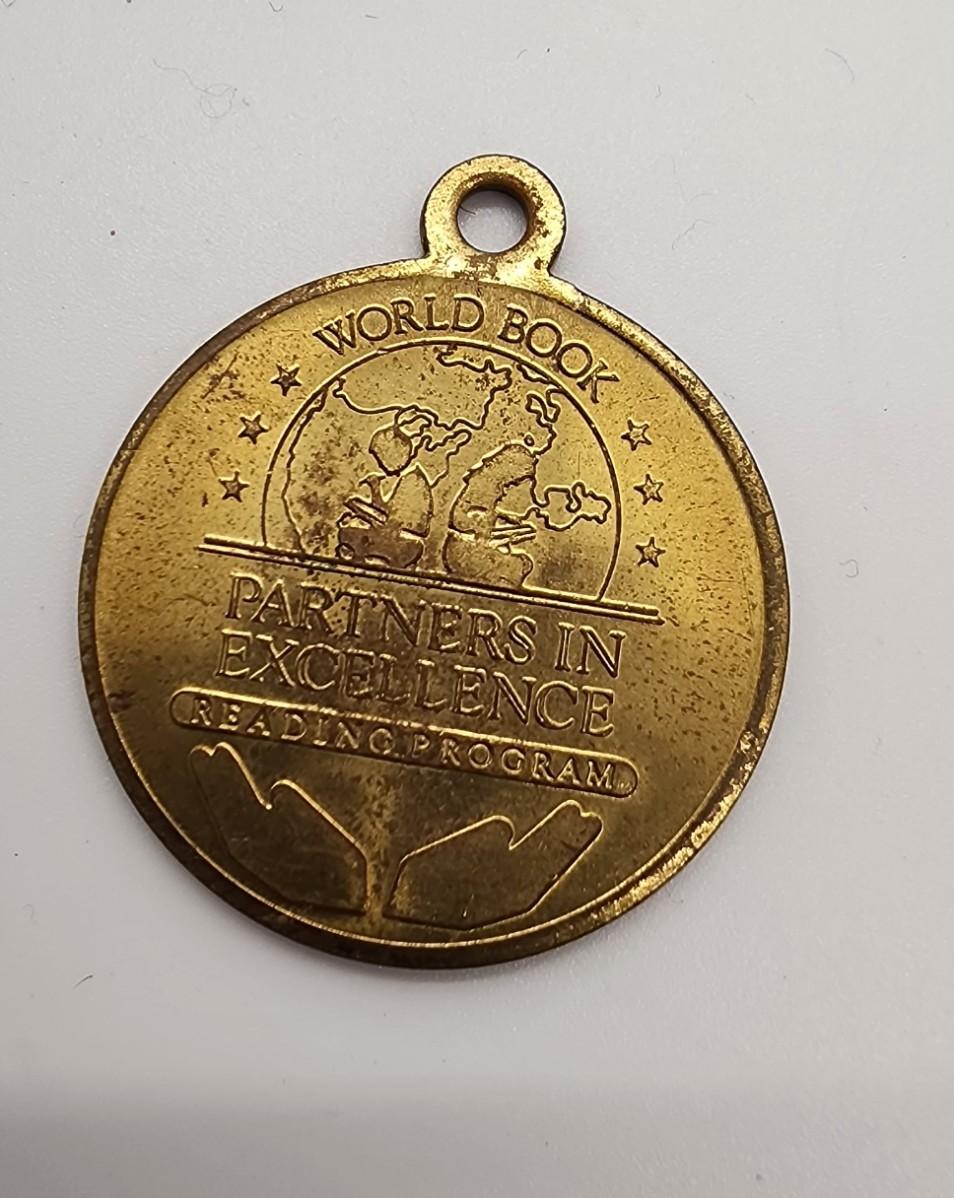 WORLD BOOK
PARTNERS IN
EXCELLENCE
READING PROGRAM